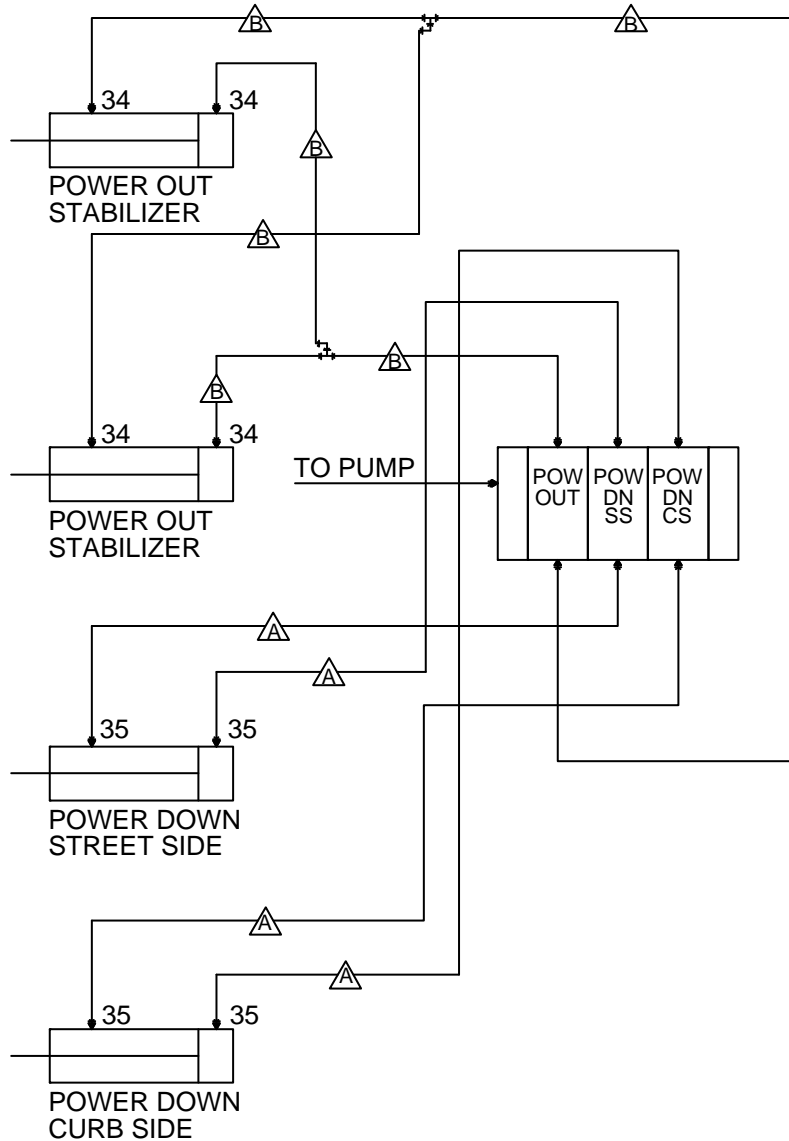 B
B
34
34
B
POWER OUT
STABILIZER
B
B
B
34
34
POWER OUT
STABILIZER
TO PUMP
POW
OUT
POW
DN
SS
POW
DN
CS
A
A
35
35
POWER DOWN
STREET SIDE
A
A
35
35
POWER DOWN
CURB SIDE